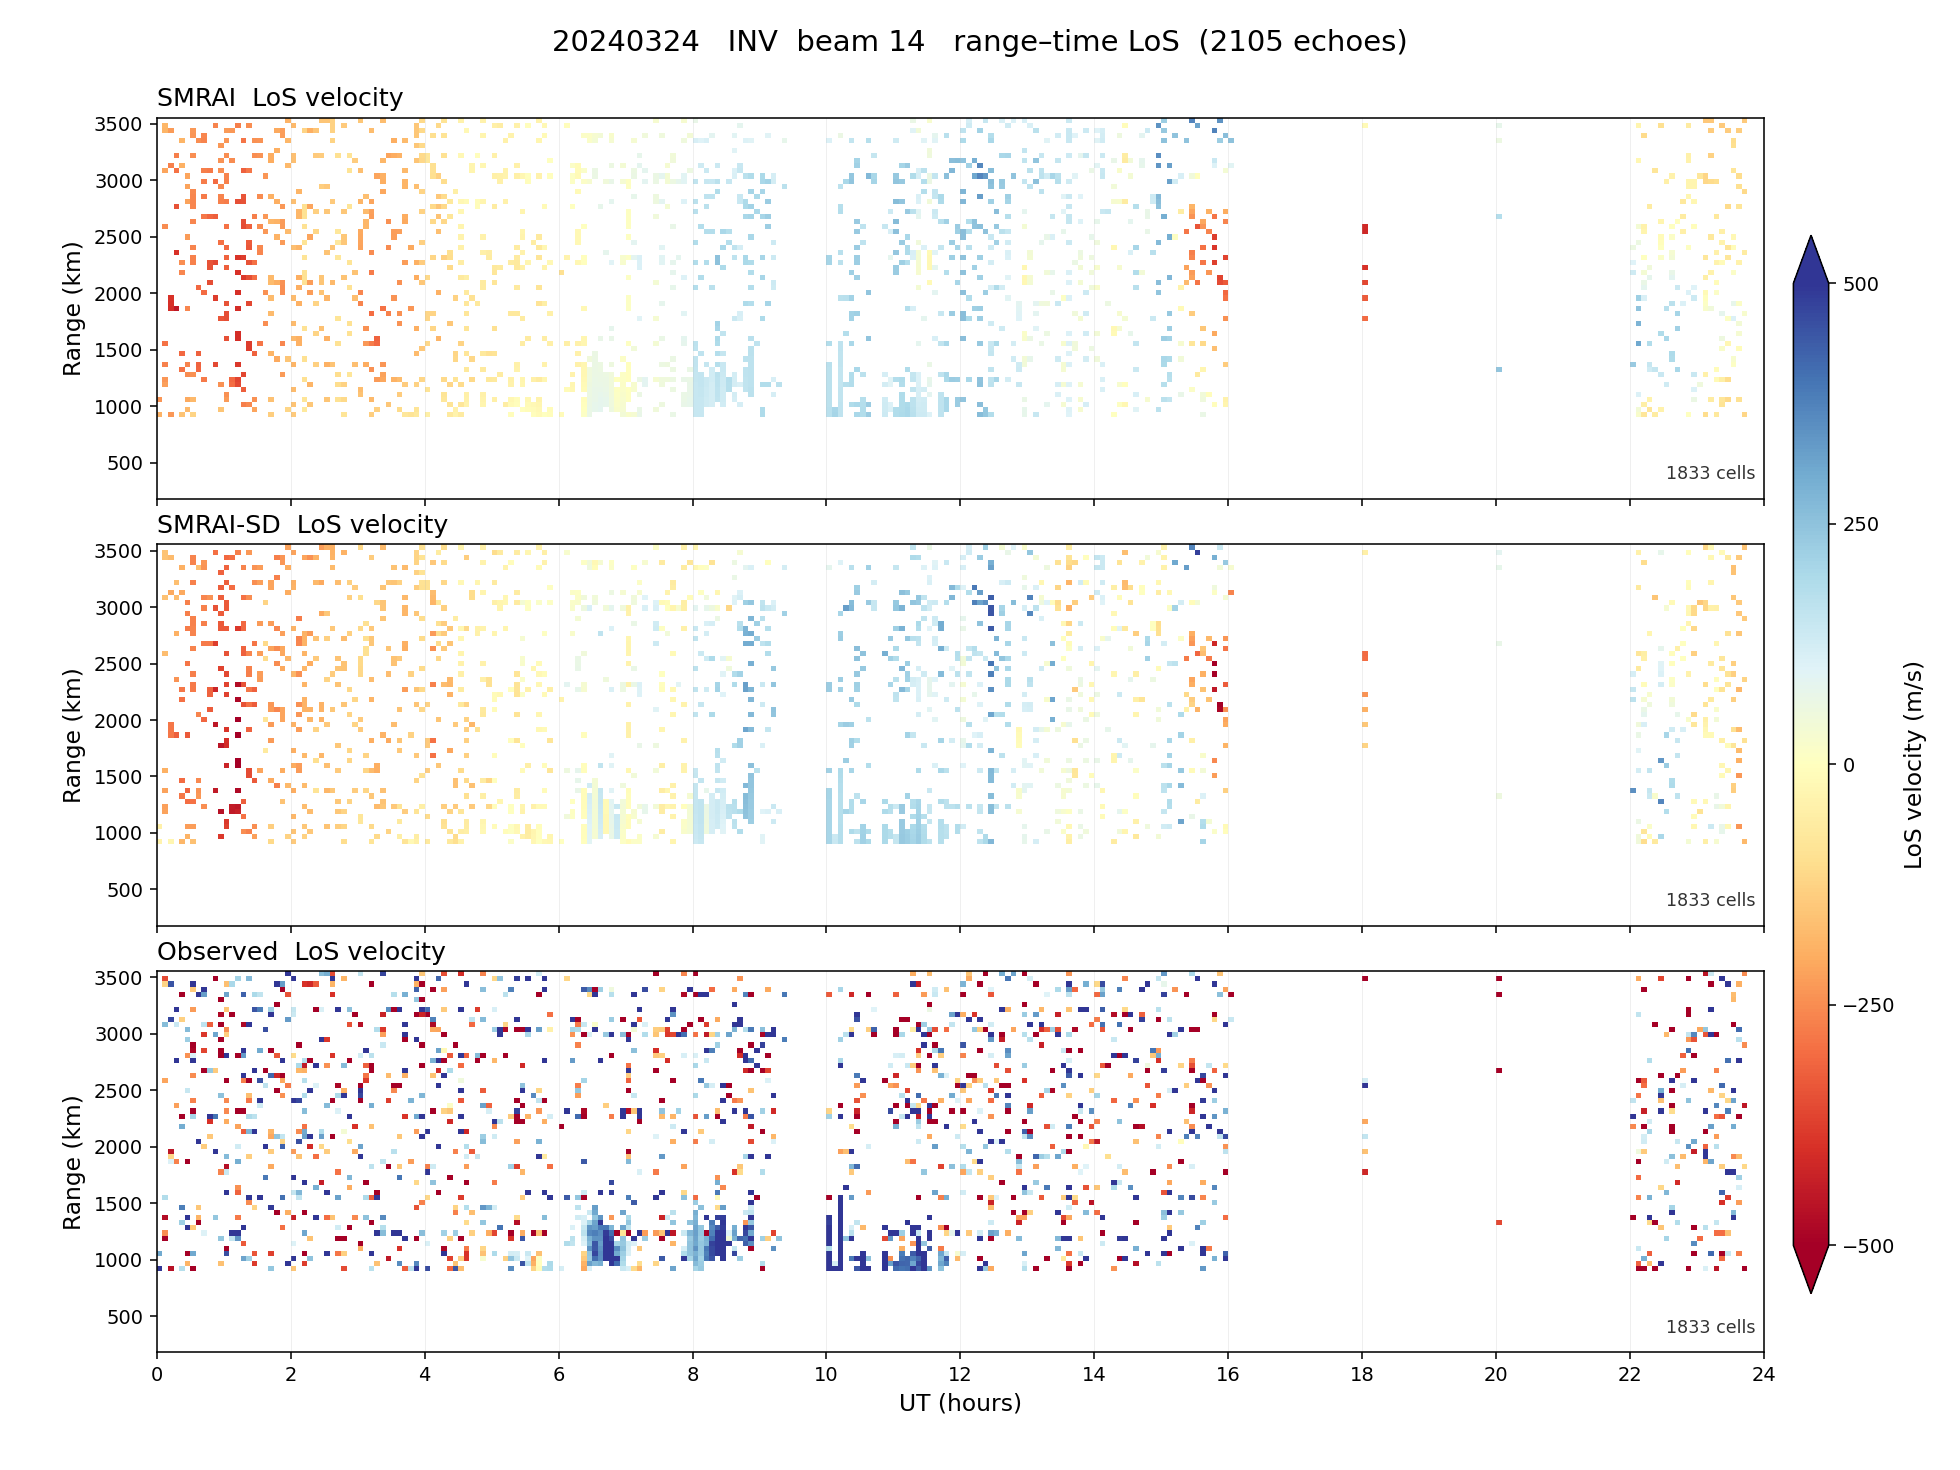 20240324 INV beam 14 range–time LoS (2105 echoes)
SMRAI LoS velocity
3500
3000
2500
2000
1500
1000
500
Range (km)
1833 cells
SMRAI-SD LoS velocity
3500
3000
2500
2000
1500
1000
500
Range (km)
1833 cells
Observed LoS velocity
3500
3000
2500
2000
1500
1000
500
Range (km)
1833 cells
0 2 4 6 8 10 12 14 16 18 20 22 24
UT (hours)
500
250
0
−250
−500
LoS velocity (m/s)